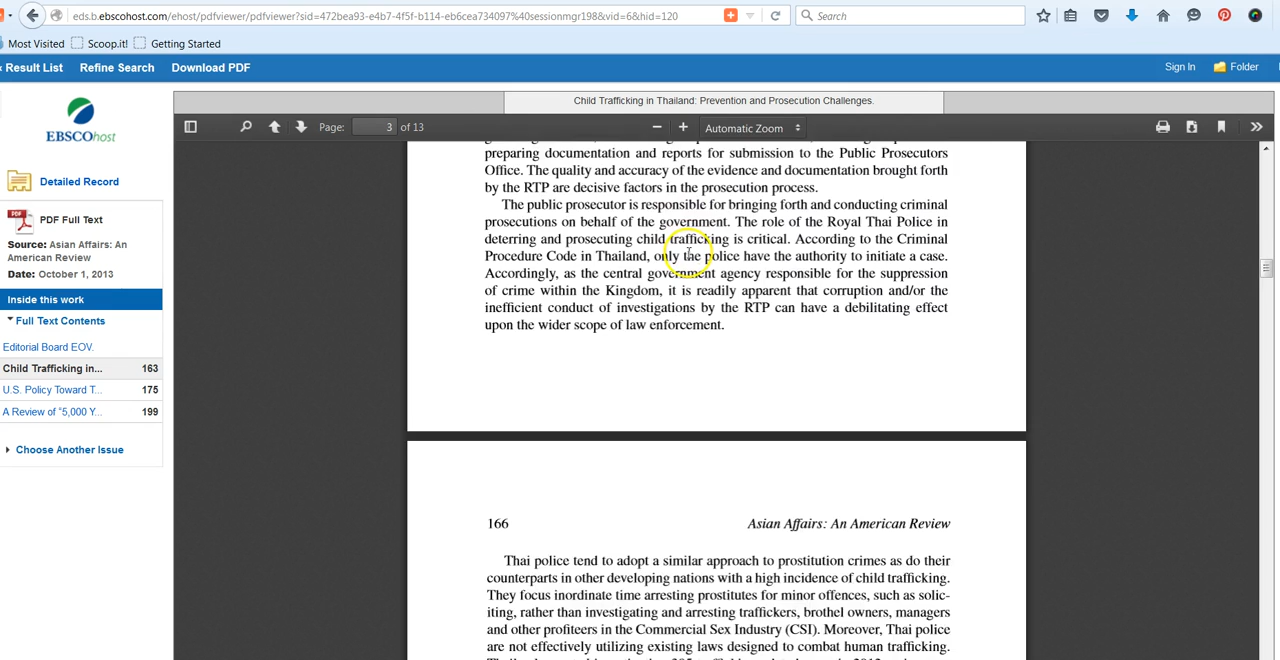 eds.b.ebscohost.com/ehost/pdfviewer/pdfviewer?sid=472bea93-e4b7-4f5f-b114-eb6cea734097%40sessionmgr198&vid=6&hid=120
Search
Most Visited Scoop.it! Getting Started
‹ Result List Refine Search Download PDF
Sign In Folder
Child Trafficking in Thailand: Prevention and Prosecution Challenges.
EBSCOhost
Page: 3 of 13
Automatic Zoom
Detailed Record
PDF Full Text
Source: Asian Affairs: An
American Review
Date: October 1, 2013
Inside this work
Full Text Contents
Editorial Board EOV.
Child Trafficking in... 163
U.S. Policy Toward T... 175
A Review of “5,000 Y... 199
Choose Another Issue
preparing documentation and reports for submission to the Public Prosecutors
Office. The quality and accuracy of the evidence and documentation brought forth
by the RTP are decisive factors in the prosecution process.
The public prosecutor is responsible for bringing forth and conducting criminal
prosecutions on behalf of the government. The role of the Royal Thai Police in
deterring and prosecuting child trafficking is critical. According to the Criminal
Procedure Code in Thailand, only the police have the authority to initiate a case.
Accordingly, as the central government agency responsible for the suppression
of crime within the Kingdom, it is readily apparent that corruption and/or the
inefficient conduct of investigations by the RTP can have a debilitating effect
upon the wider scope of law enforcement.
166 Asian Affairs: An American Review
Thai police tend to adopt a similar approach to prostitution crimes as do their
counterparts in other developing nations with a high incidence of child trafficking.
They focus inordinate time arresting prostitutes for minor offences, such as solic-
iting, rather than investigating and arresting traffickers, brothel owners, managers
and other profiteers in the Commercial Sex Industry (CSI). Moreover, Thai police
are not effectively utilizing existing laws designed to combat human trafficking.